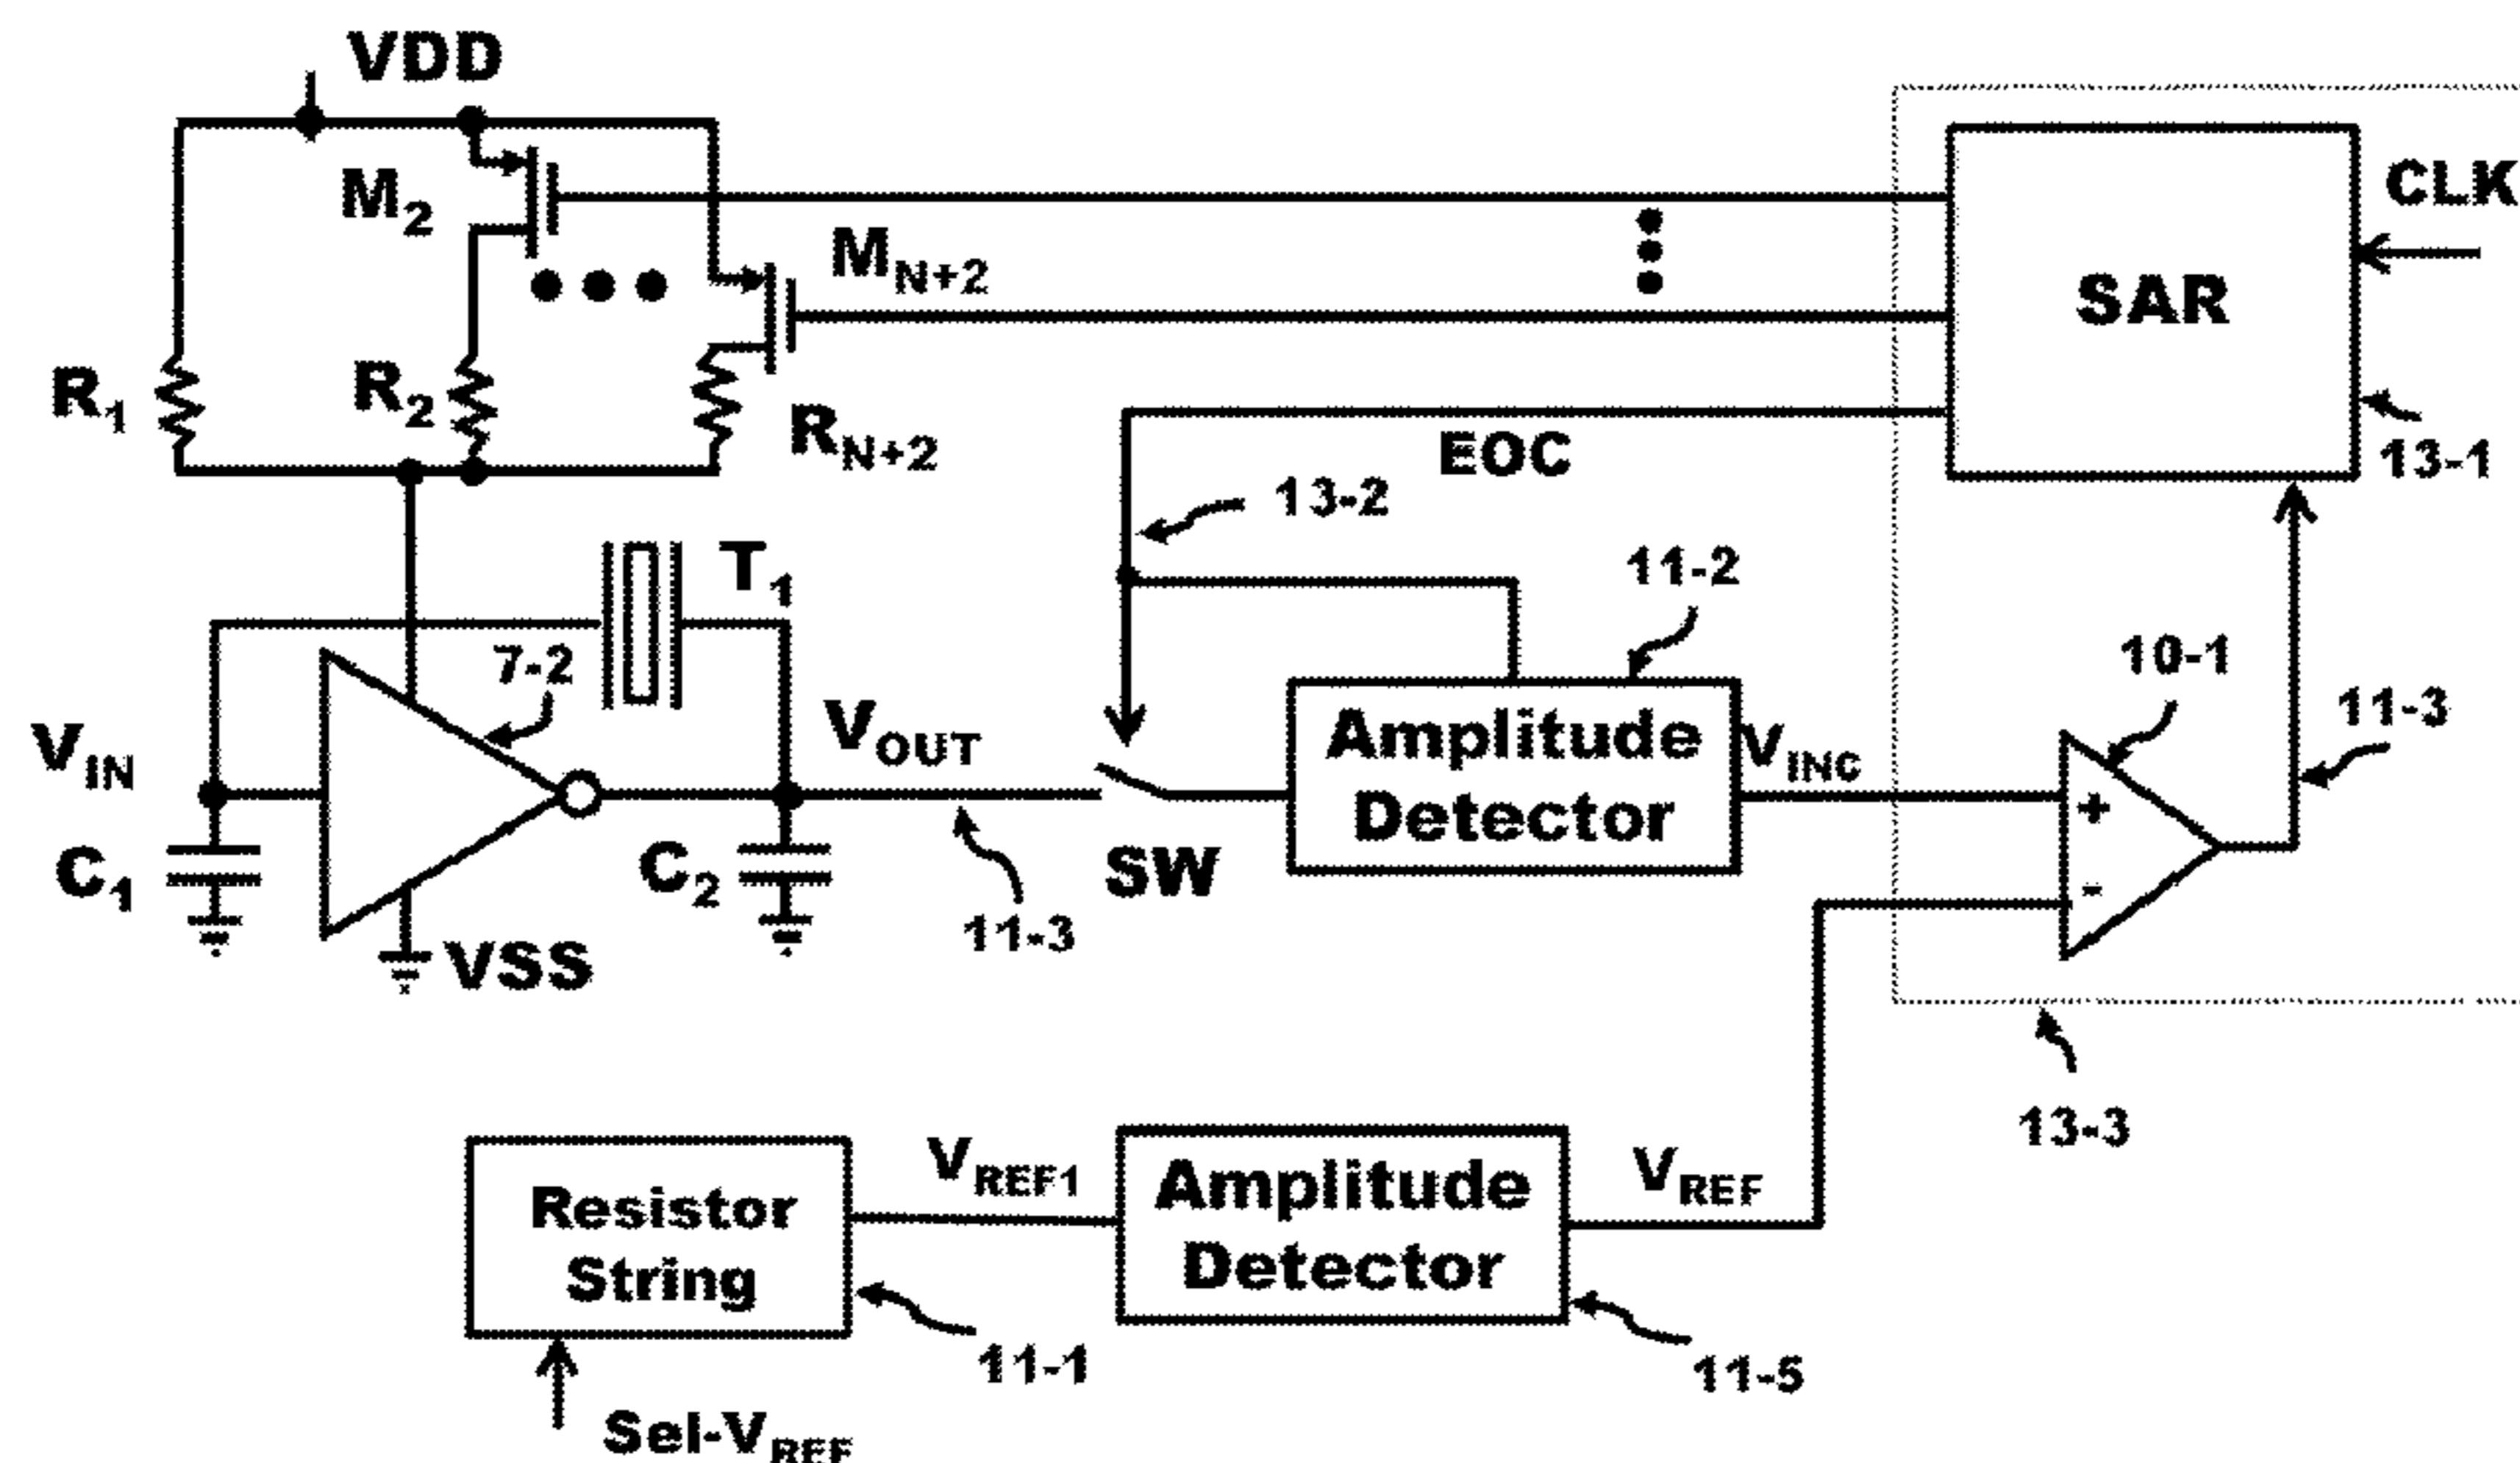 VDD
CLK
M2
MN+2
SAR
R1
R2
RN+2
EOC
13-1
13-2
T1
11-2
7-2
10-1
11-3
VIN
VOUT
Amplitude
Detector
VINC
+
-
C1
C2
SW
11-3
VSS
13-3
Resistor
String
VREF1
Amplitude
Detector
VREF
11-1
11-5
Sel-VREF